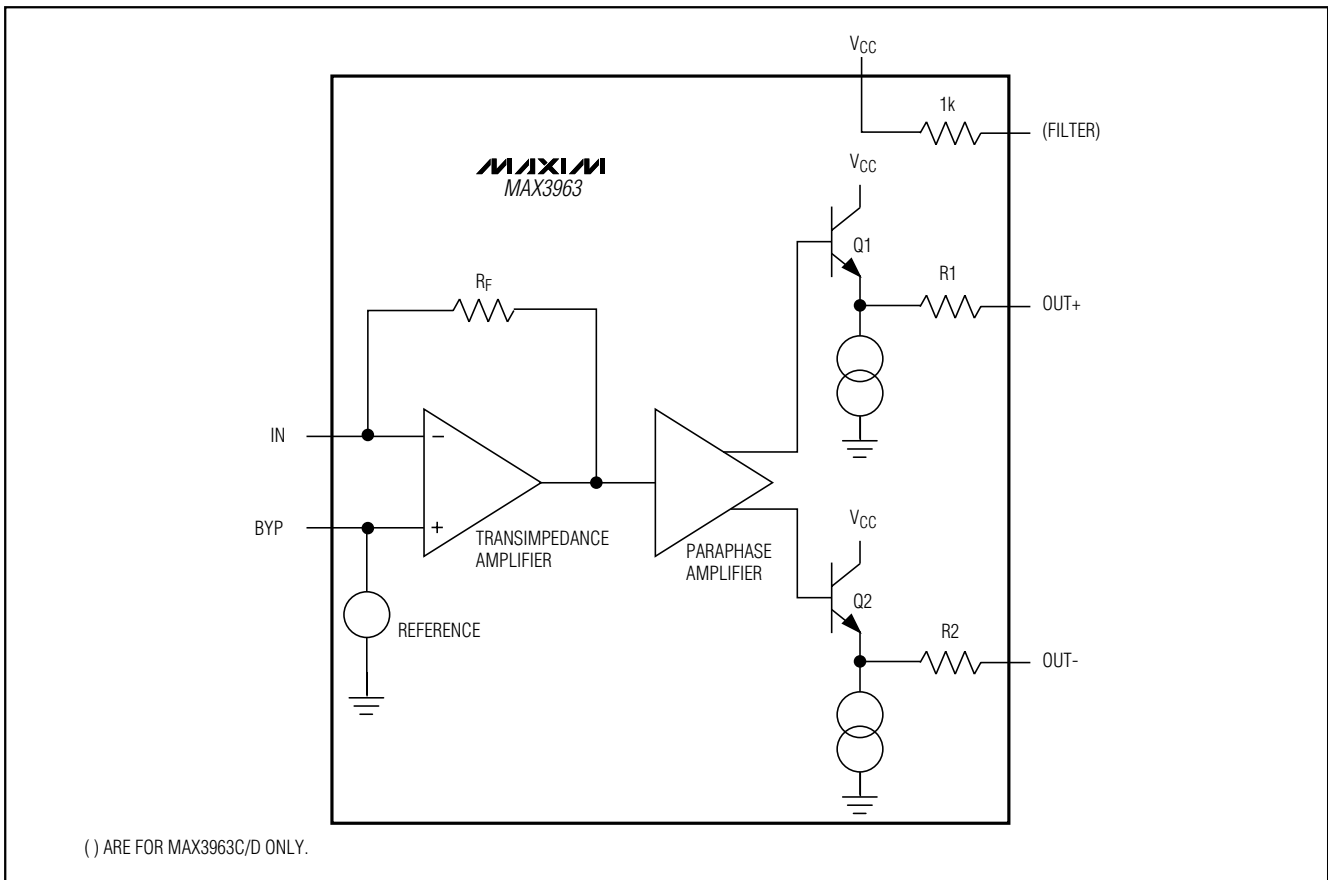 VCC
1k
(FILTER)
MAXIM
MAX3963
VCC
Q1
RF
R1
OUT+
IN
−
BYP
+
TRANSIMPEDANCE
AMPLIFIER
PARAPHASE
AMPLIFIER
VCC
Q2
REFERENCE
R2
OUT-
( ) ARE FOR MAX3963C/D ONLY.